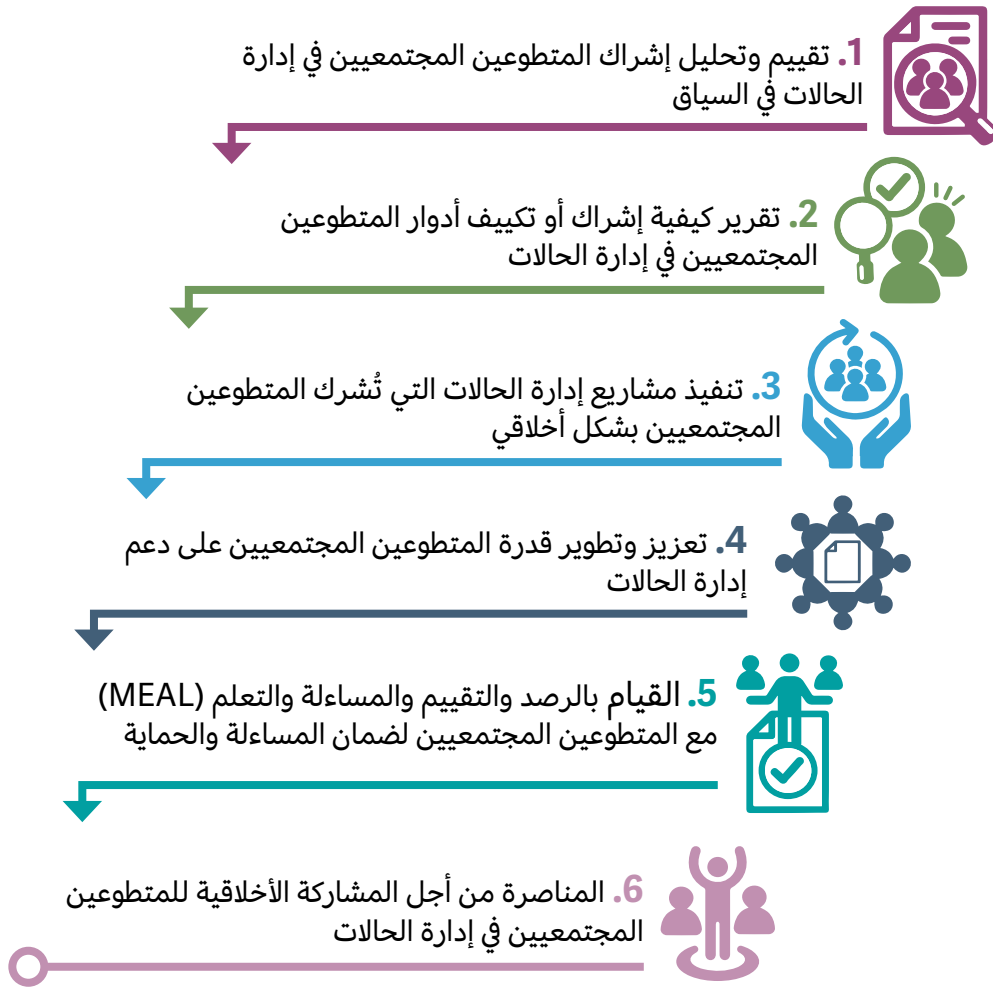 1. تقييم وتحليل إشراك المتطوعين المجتمعيين في إدارة
الحالات في السياق
2. تقرير كيفية إشراك أو تكييف أدوار المتطوعين
المجتمعيين في إدارة الحالات
3. تنفيذ مشاريع إدارة الحالات التي تُشرك المتطوعين
المجتمعيين بشكل أخلاقي
4. تعزيز وتطوير قدرة المتطوعين المجتمعيين على دعم
إدارة الحالات
5. القيام بالرصد والتقييم والمساءلة والتعلم (MEAL)
مع المتطوعين المجتمعيين لضمان المساءلة والحماية
6. المناصرة من أجل المشاركة الأخلاقية للمتطوعين
المجتمعيين في إدارة الحالات